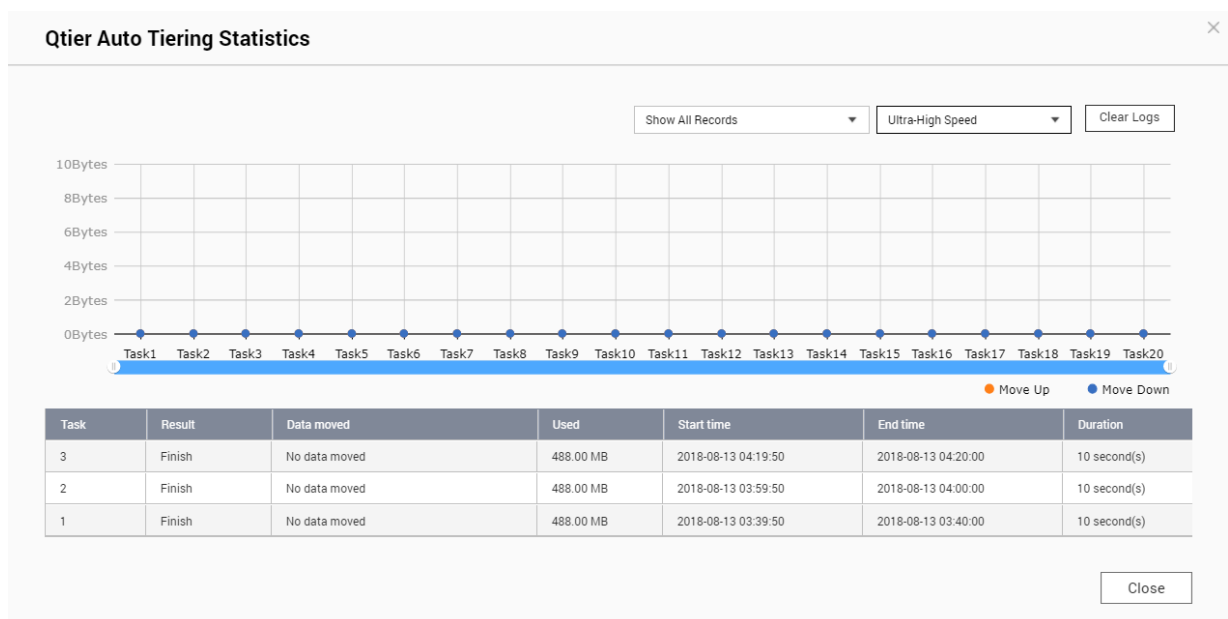 Qtier Auto Tiering Statistics
Show All Records Ultra-High Speed Clear Logs
10Bytes
8Bytes
6Bytes
4Bytes
2Bytes
0Bytes
Task1 Task2 Task3 Task4 Task5 Task6 Task7 Task8 Task9 Task10 Task11 Task12 Task13 Task14 Task15 Task16 Task17 Task18 Task19 Task20
Move Up Move Down
Task Result Data moved Used Start time End time Duration
3 Finish No data moved 488.00 MB 2018-08-13 04:19:50 2018-08-13 04:20:00 10 second(s)
2 Finish No data moved 488.00 MB 2018-08-13 03:59:50 2018-08-13 04:00:00 10 second(s)
1 Finish No data moved 488.00 MB 2018-08-13 03:39:50 2018-08-13 03:40:00 10 second(s)
Close